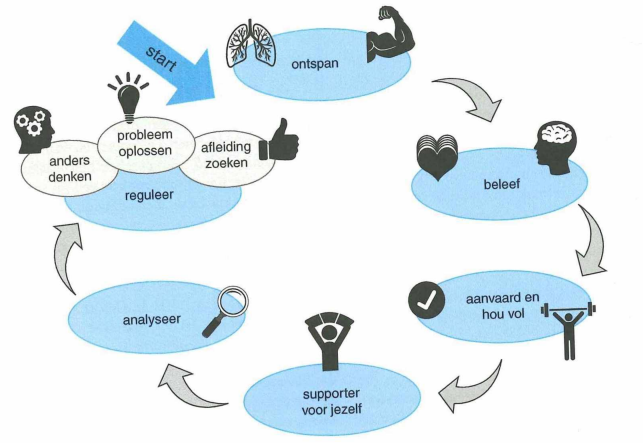 start
ontspan
beleef
aanvaard en
hou vol
supporter
voor jezelf
analyseer
anders
denken
probleem
oplossen
afleiding
zoeken
reguleer